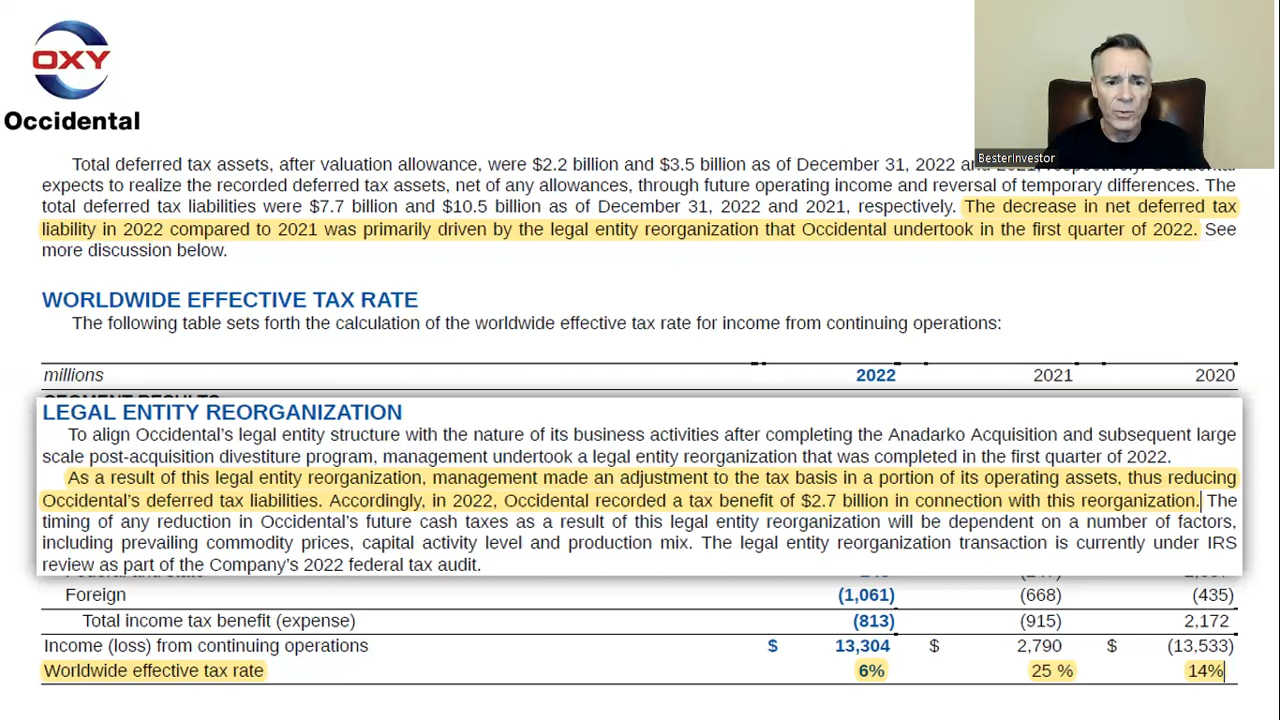 OXY
Occidental
BesterInvestor
Total deferred tax assets, after valuation allowance, were $2.2 billion and $3.5 billion as of December 31, 2022 and 2021, respectively. Occidental
expects to realize the recorded deferred tax assets, net of any allowances, through future operating income and reversal of temporary differences. The
total deferred tax liabilities were $7.7 billion and $10.5 billion as of December 31, 2022 and 2021, respectively. The decrease in net deferred tax
liability in 2022 compared to 2021 was primarily driven by the legal entity reorganization that Occidental undertook in the first quarter of 2022. See
more discussion below.
WORLDWIDE EFFECTIVE TAX RATE
The following table sets forth the calculation of the worldwide effective tax rate for income from continuing operations:
millions 2022 2021 2020
SEGMENT RESULTS
LEGAL ENTITY REORGANIZATION
To align Occidental's legal entity structure with the nature of its business activities after completing the Anadarko Acquisition and subsequent large
scale post-acquisition divestiture program, management undertook a legal entity reorganization that was completed in the first quarter of 2022.
As a result of this legal entity reorganization, management made an adjustment to the tax basis in a portion of its operating assets, thus reducing
Occidental's deferred tax liabilities. Accordingly, in 2022, Occidental recorded a tax benefit of $2.7 billion in connection with this reorganization. The
timing of any reduction in Occidental's future cash taxes as a result of this legal entity reorganization will be dependent on a number of factors,
including prevailing commodity prices, capital activity level and production mix. The legal entity reorganization transaction is currently under IRS
review as part of the Company's 2022 federal tax audit.
Federal and state
Foreign (1,061) (668) (435)
Total income tax benefit (expense) (813) (915) 2,172
Income (loss) from continuing operations $ 13,304 $ 2,790 $ (13,533)
Worldwide effective tax rate 6% 25 % 14%